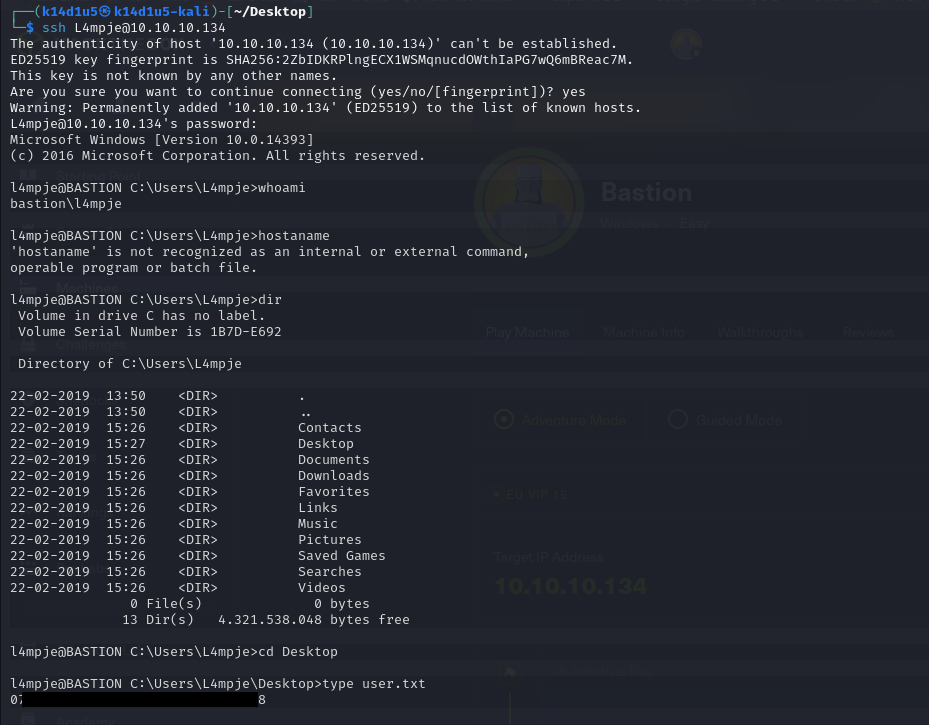 ┌──(k14d1u5㉿k14d1u5-kali)-[~/Desktop]
└─$ ssh L4mpje@10.10.10.134
The authenticity of host '10.10.10.134 (10.10.10.134)' can't be established.
ED25519 key fingerprint is SHA256:2ZbIDKRPlngECX1WSMqnucdOWthIaPG7wQ6mBReac7M.
This key is not known by any other names.
Are you sure you want to continue connecting (yes/no/[fingerprint])? yes
Warning: Permanently added '10.10.10.134' (ED25519) to the list of known hosts.
L4mpje@10.10.10.134's password:
Microsoft Windows [Version 10.0.14393]
(c) 2016 Microsoft Corporation. All rights reserved.
Starting Point
l4mpje@BASTION C:\Users\L4mpje>whoami
bastion\l4mpje
Bastion
Windows · Easy
l4mpje@BASTION C:\Users\L4mpje>hostaname
'hostaname' is not recognized as an internal or external command,
operable program or batch file.
Machines
l4mpje@BASTION C:\Users\L4mpje>dir
 Volume in drive C has no label.
 Volume Serial Number is 1B7D-E692
Play Machine Machine Info Walkthroughs Reviews
Challenges
 Directory of C:\Users\L4mpje
22-02-2019  13:50    <DIR>          .
22-02-2019  13:50    <DIR>          ..
22-02-2019  15:26    <DIR>          Contacts
22-02-2019  15:27    <DIR>          Desktop
22-02-2019  15:26    <DIR>          Documents
22-02-2019  15:26    <DIR>          Downloads
22-02-2019  15:26    <DIR>          Favorites
22-02-2019  15:26    <DIR>          Links
22-02-2019  15:26    <DIR>          Music
22-02-2019  15:26    <DIR>          Pictures
22-02-2019  15:26    <DIR>          Saved Games
22-02-2019  15:26    <DIR>          Searches
22-02-2019  15:26    <DIR>          Videos
               0 File(s)              0 bytes
              13 Dir(s)   4.321.538.048 bytes free
Adventure Mode Guided Mode
Target IP Address
10.10.10.134
l4mpje@BASTION C:\Users\L4mpje>cd Desktop
l4mpje@BASTION C:\Users\L4mpje\Desktop>type user.txt
07 8
Academy